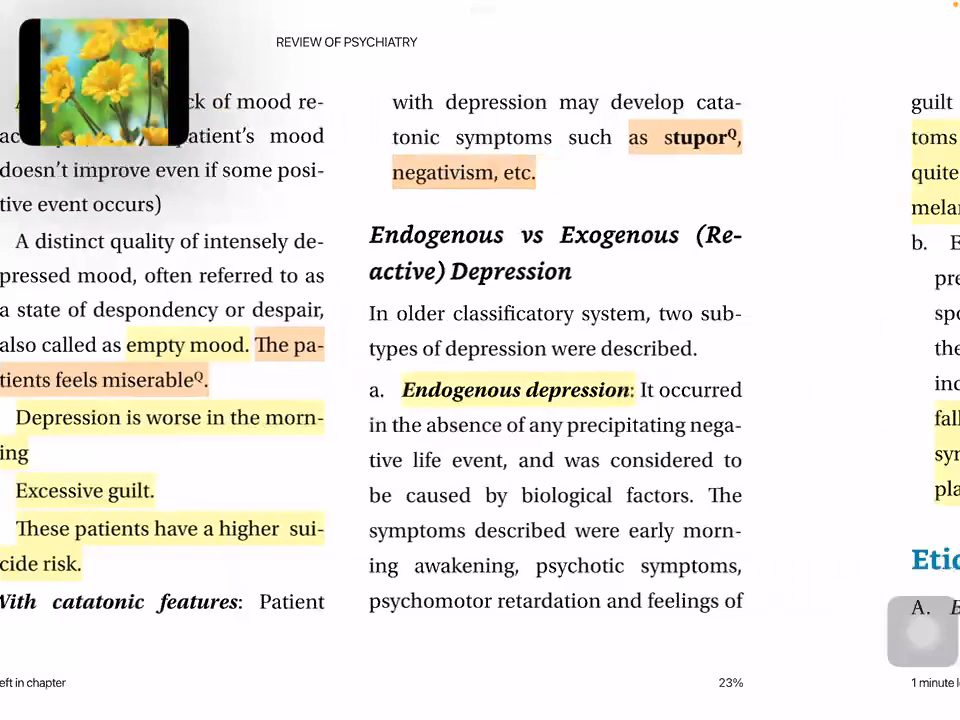 REVIEW OF PSYCHIATRY
ck of mood re-
ac
atient's mood
doesn't improve even if some posi-
tive event occurs)
A distinct quality of intensely de-
pressed mood, often referred to as
a state of despondency or despair,
also called as empty mood. The pa-
tients feels miserableQ.
Depression is worse in the morn-
ing
Excessive guilt.
These patients have a higher sui-
cide risk.
With catatonic features: Patient
with depression may develop cata-
tonic symptoms such as stuporQ,
negativism, etc.
Endogenous vs Exogenous (Re-
active) Depression
In older classificatory system, two sub-
types of depression were described.
a. Endogenous depression: It occurred
in the absence of any precipitating nega-
tive life event, and was considered to
be caused by biological factors. The
symptoms described were early morn-
ing awakening, psychotic symptoms,
psychomotor retardation and feelings of
guilt
toms
quite
melan
b. E
pre
spo
the
ind
fall
sym
pla
Etio
A. E
eft in chapter
23%
1 minute l